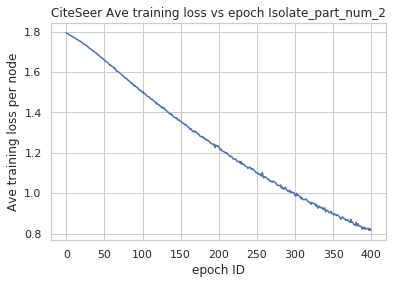 CiteSeer Ave training loss vs epoch Isolate_part_num_2
Ave training loss per node
1.8
1.6
1.4
1.2
1.0
0.8
0 50 100 150 200 250 300 350 400
epoch ID